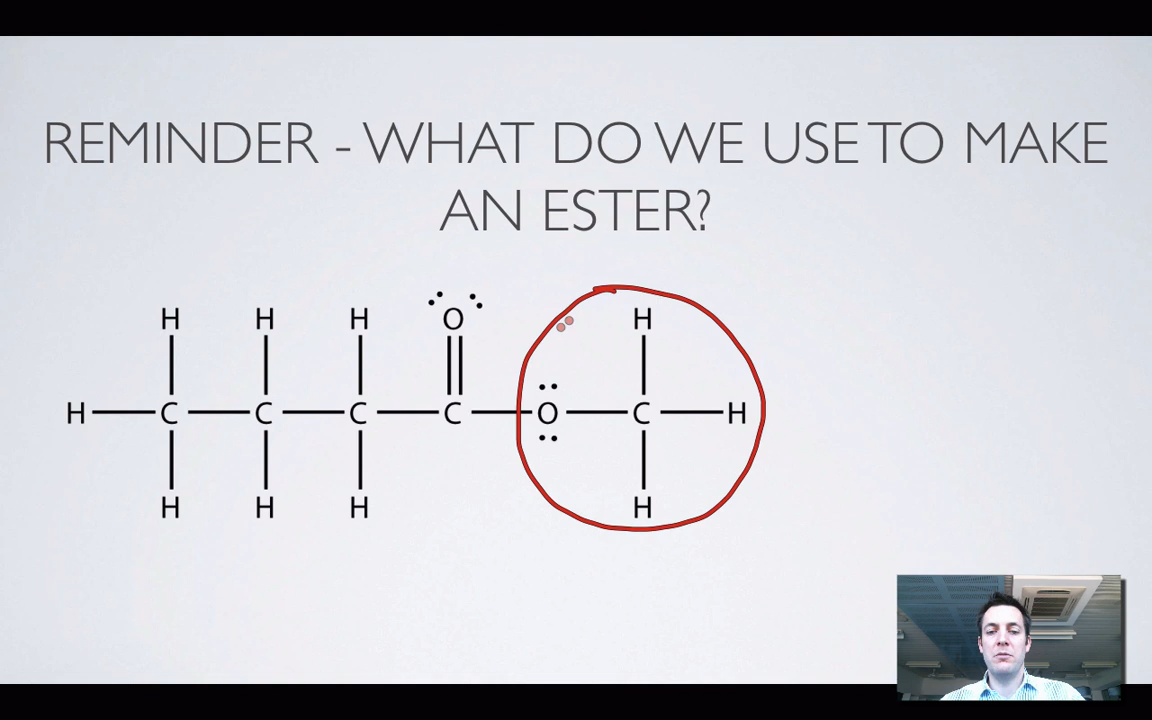 REMINDER - WHAT DO WE USE TO MAKE
AN ESTER?
H H H O H
H C C C C O C H
H H H H